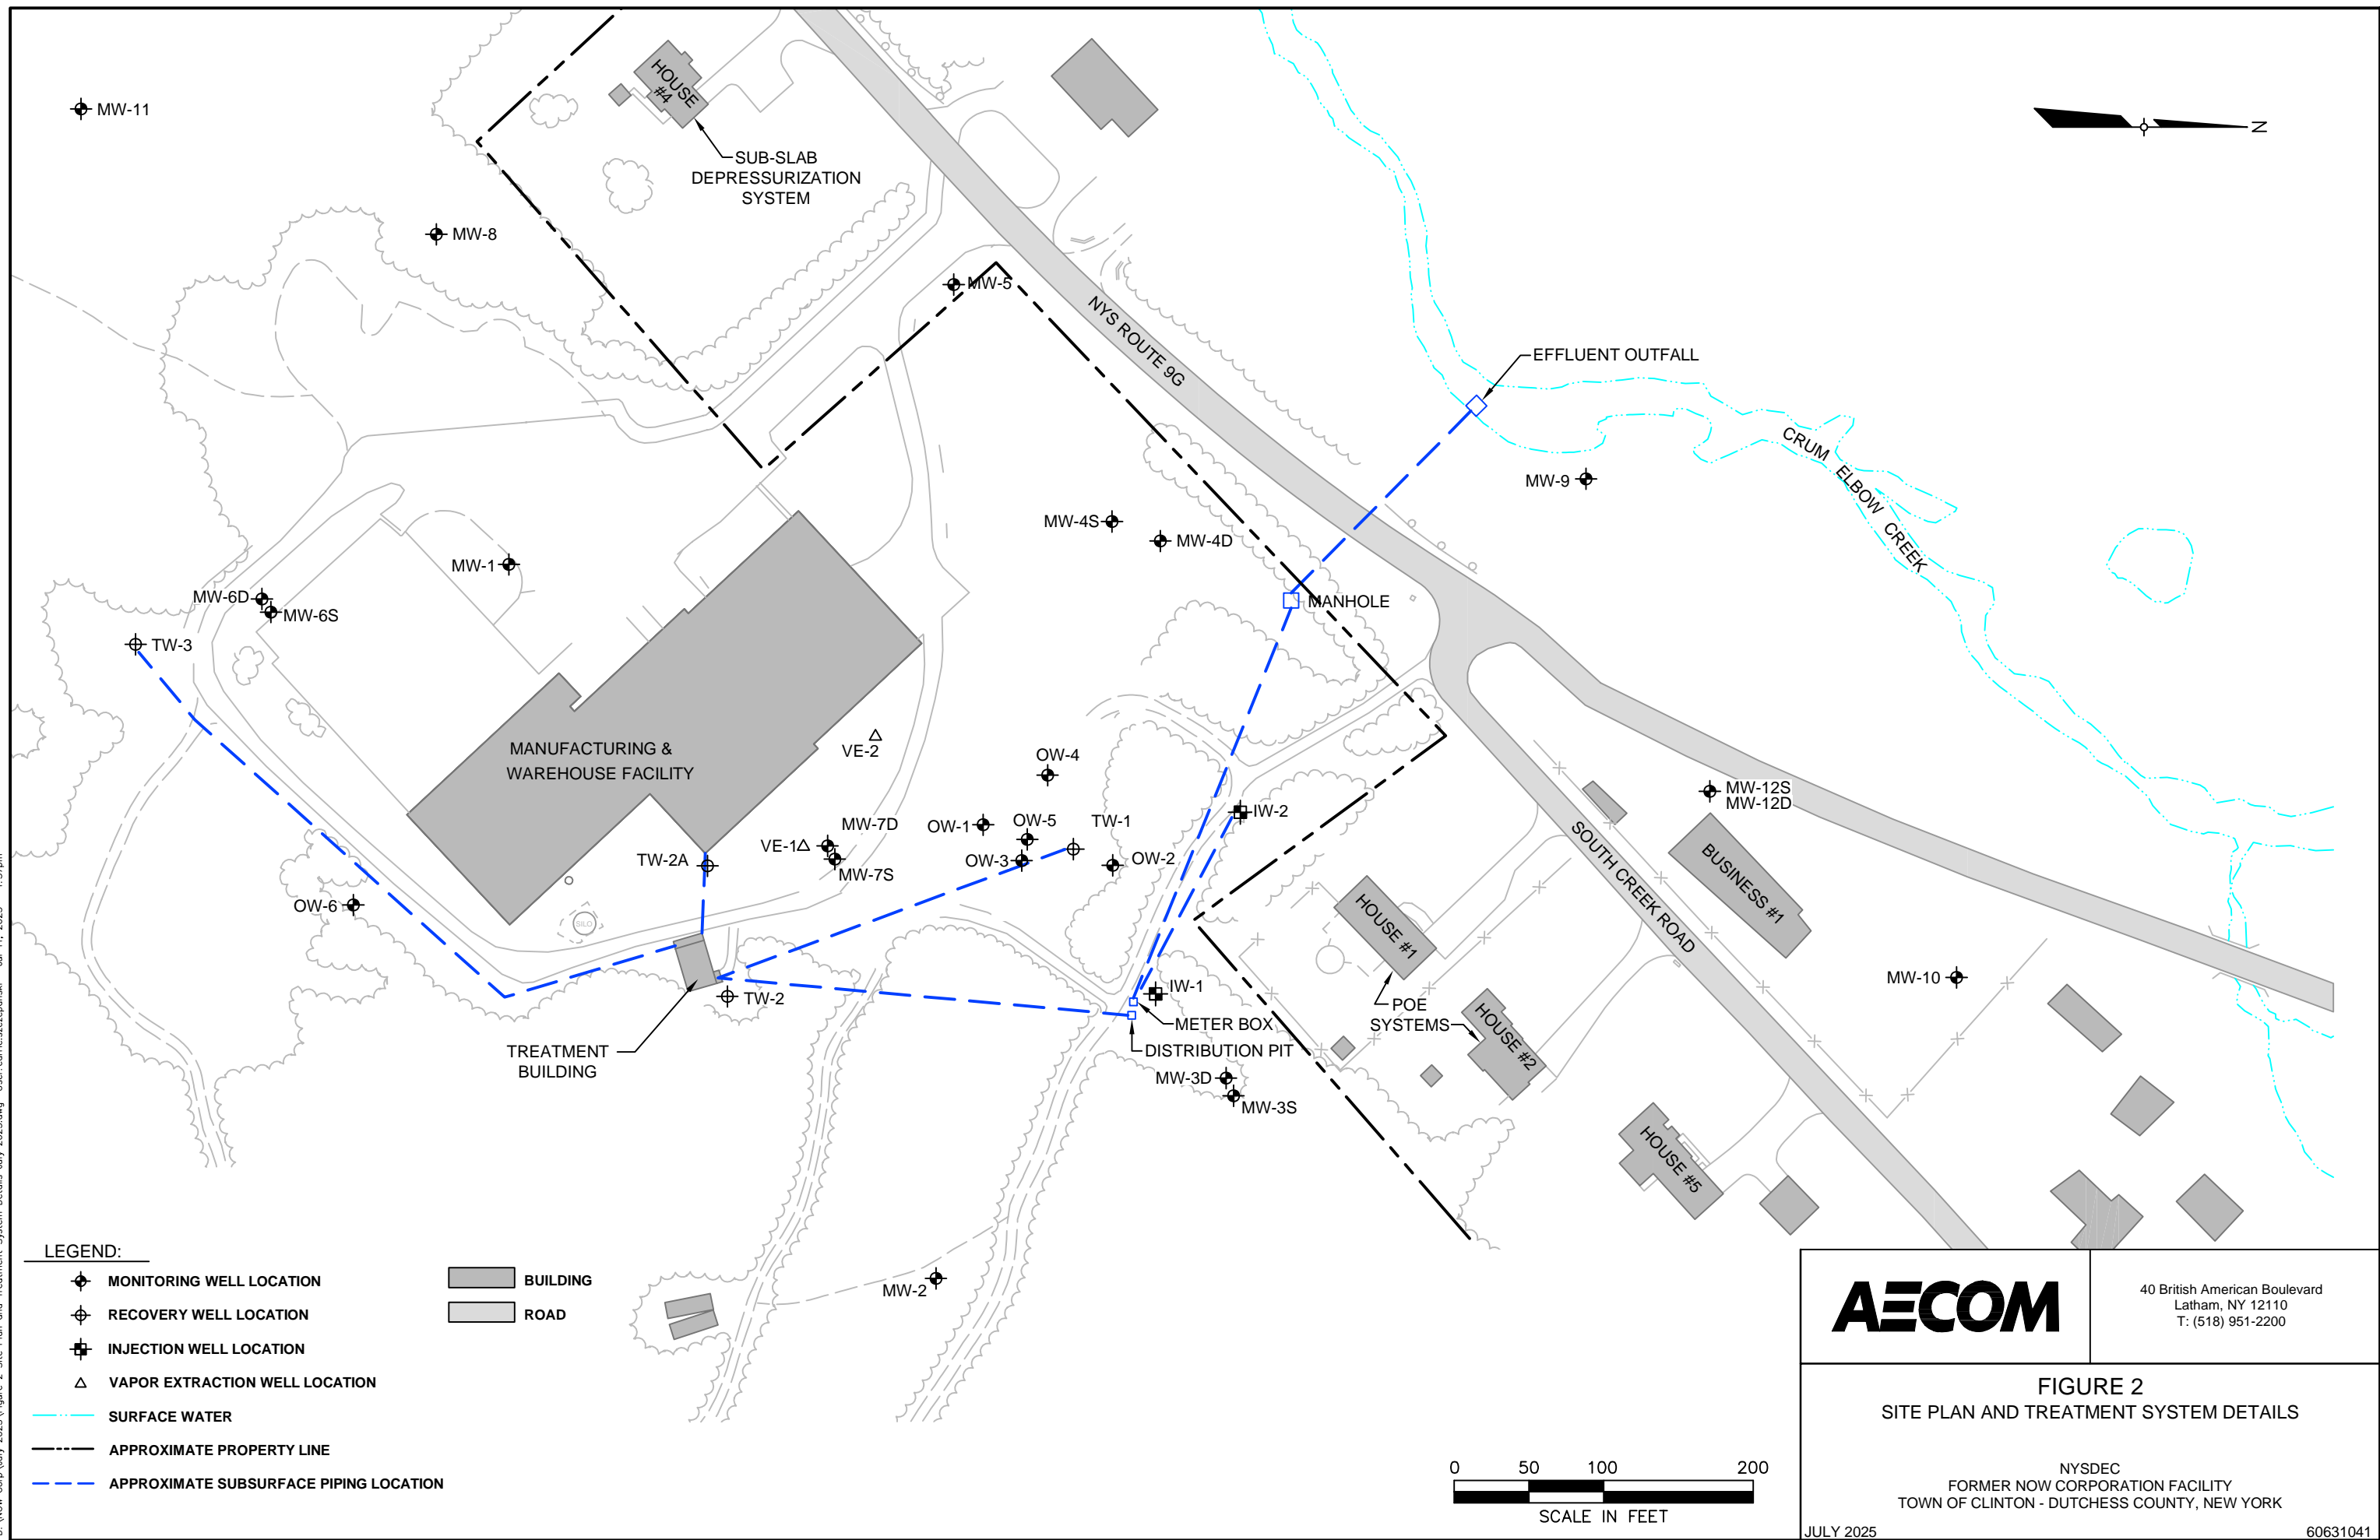 MW-11
HOUSE
#4
SUB-SLAB
DEPRESSURIZATION
SYSTEM
N
MW-8
MW-5
NYS ROUTE 9G
EFFLUENT OUTFALL
CRUM ELBOW CREEK
MW-9
MW-4S
MW-4D
MW-1
MW-6D
MW-6S
MANHOLE
TW-3
MANUFACTURING &
WAREHOUSE FACILITY
VE-2
OW-4
MW-12S
MW-12D
IW-2
MW-7D
OW-1
OW-5
TW-1
VE-1
TW-2A
MW-7S
OW-3
OW-2
SOUTH CREEK ROAD
BUSINESS #1
OW-6
SILO
HOUSE #1
MW-10
TW-2
IW-1
POE
SYSTEMS
METER BOX
HOUSE #2
TREATMENT
BUILDING
DISTRIBUTION PIT
MW-3D
MW-3S
HOUSE #5
MW-2
LEGEND:
MONITORING WELL LOCATION
RECOVERY WELL LOCATION
INJECTION WELL LOCATION
VAPOR EXTRACTION WELL LOCATION
SURFACE WATER
APPROXIMATE PROPERTY LINE
APPROXIMATE SUBSURFACE PIPING LOCATION
BUILDING
ROAD
0 50 100 200
SCALE IN FEET
AECOM
40 British American Boulevard
Latham, NY 12110
T: (518) 951-2200
FIGURE 2
SITE PLAN AND TREATMENT SYSTEM DETAILS
NYSDEC
FORMER NOW CORPORATION FACILITY
TOWN OF CLINTON - DUTCHESS COUNTY, NEW YORK
JULY 2025
60631041